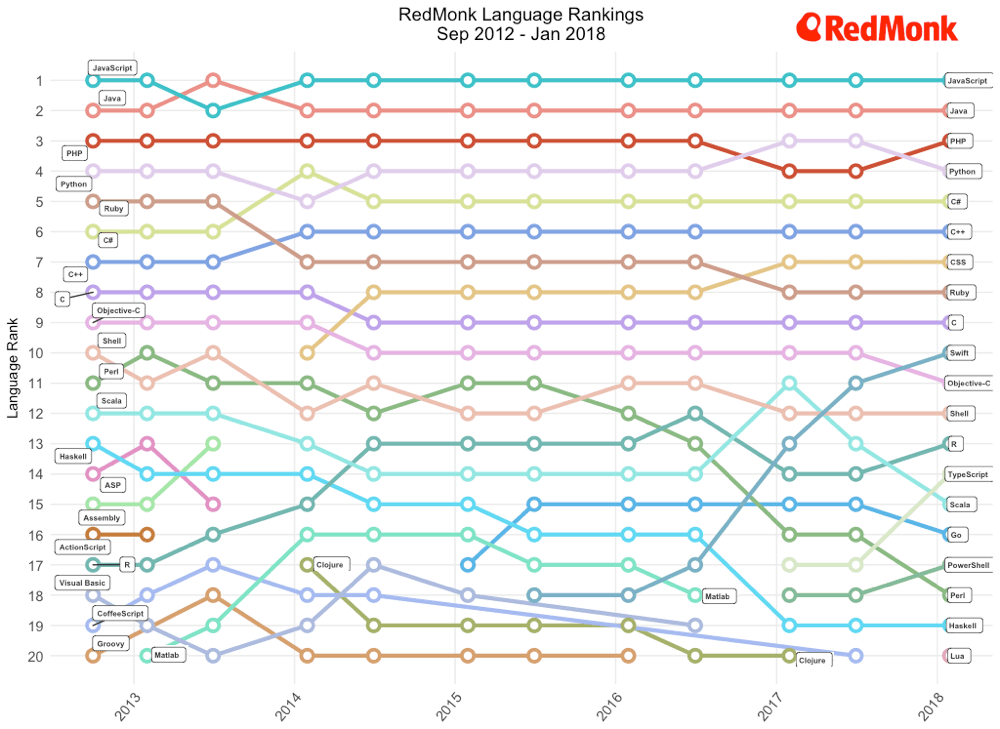 RedMonk Language Rankings
Sep 2012 - Jan 2018
RedMonk
Language Rank
1
2
3
4
5
6
7
8
9
10
11
12
13
14
15
16
17
18
19
20
JavaScript
Java
PHP
Python
Ruby
C#
C++
C
Objective-C
Shell
Perl
Scala
Haskell
ASP
Assembly
ActionScript
R
Visual Basic
CoffeeScript
Groovy
Matlab
Clojure
Matlab
Clojure
JavaScript
Java
PHP
Python
C#
C++
CSS
Ruby
C
Swift
Objective-C
Shell
R
TypeScript
Scala
Go
PowerShell
Perl
Haskell
Lua
2013
2014
2015
2016
2017
2018